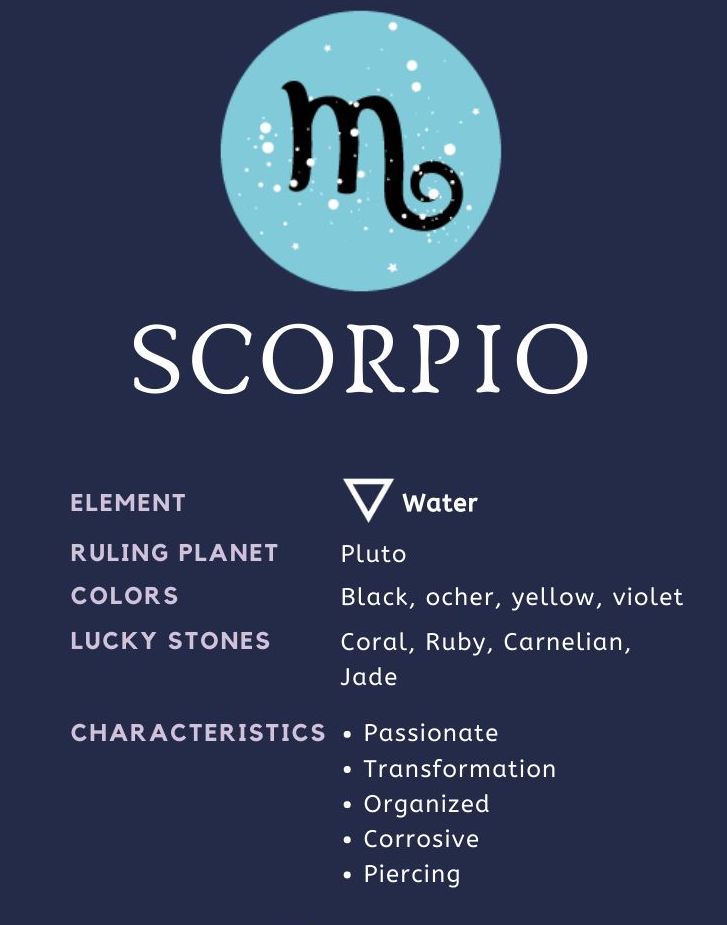 SCORPIO
ELEMENT Water
RULING PLANET Pluto
COLORS Black, ocher, yellow, violet
LUCKY STONES Coral, Ruby, Carnelian,
Jade
CHARACTERISTICS • Passionate
• Transformation
• Organized
• Corrosive
• Piercing